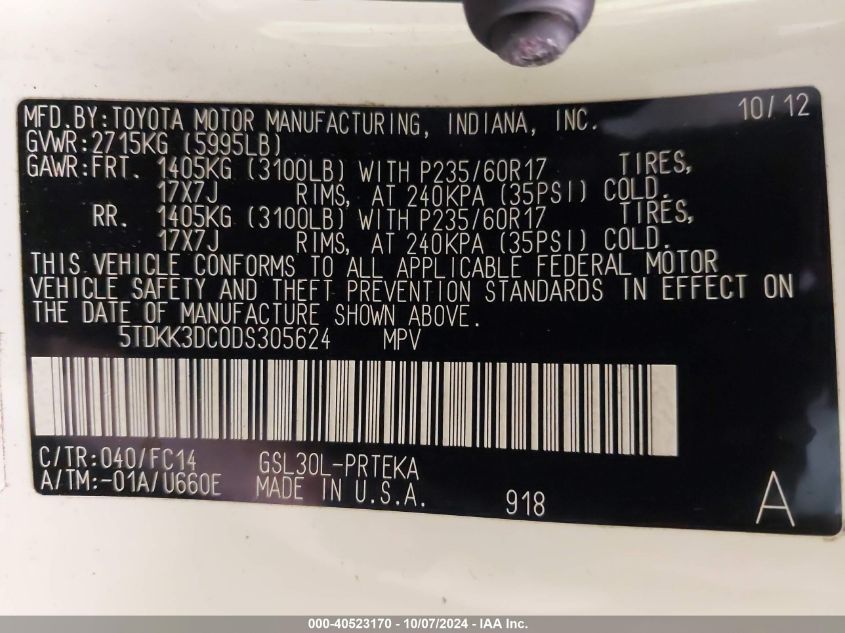 MFD.BY:TOYOTA MOTOR MANUFACTURING, INDIANA, INC. 10/12
GVWR:2715KG (5995LB)
GAWR:FRT. 1405KG (3100LB) WITH P235/60R17 TIRES,
17X7J RIMS, AT 240KPA (35PSI) COLD.
RR. 1405KG (3100LB) WITH P235/60R17 TIRES,
17X7J RIMS, AT 240KPA (35PSI) COLD.
THIS VEHICLE CONFORMS TO ALL APPLICABLE FEDERAL MOTOR
VEHICLE SAFETY AND THEFT PREVENTION STANDARDS IN EFFECT ON
THE DATE OF MANUFACTURE SHOWN ABOVE.
5TDKK3DC0DS305624 MPV
C/TR:040/FC14 GSL30L-PRTEKA
A/TM:-01A/U660E MADE IN U.S.A. 918 A
000-40523170 - 10/07/2024 - IAA Inc.